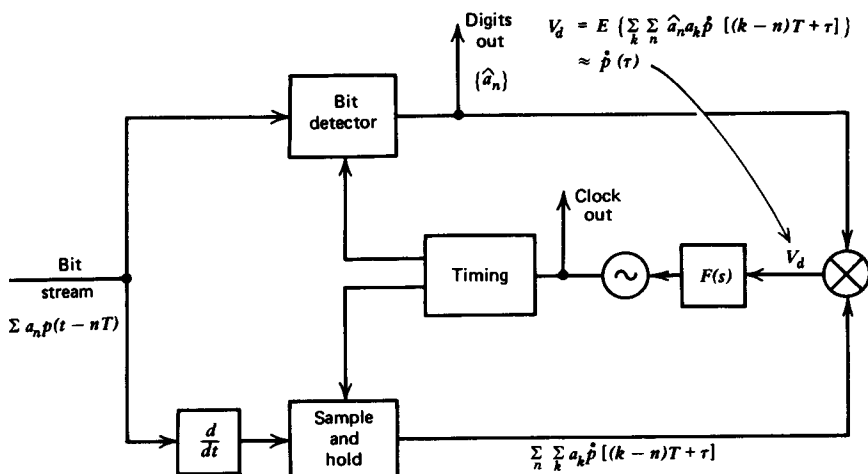 Digits
out
{â_n}
V_d = E {Σ_k Σ_n â_n a_k ṗ [(k − n)T + τ]}
≈ ṗ (τ)
Bit
detector
Clock
out
Bit
stream
Σ a_n p(t − nT)
Timing
F(s)
V_d
d/dt
Sample
and
hold
Σ_n Σ_k a_k ṗ [(k − n)T + τ]